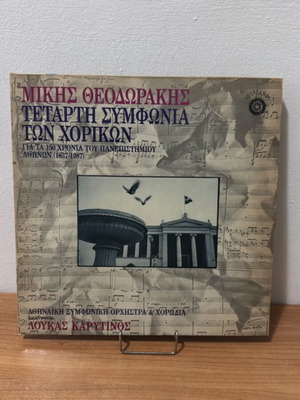 ΜΙΚΗΣ ΘΕΟΔΩΡΑΚΗΣ
ΤΕΤΑΡΤΗ ΣΥΜΦΩΝΙΑ
ΤΩΝ ΧΟΡΙΚΩΝ
ΓΙΑ ΤΑ 150 ΧΡΟΝΙΑ ΤΟΥ ΠΑΝΕΠΙΣΤΗΜΙΟΥ
ΑΘΗΝΩΝ (1837-1987)
ΑΘΗΝΑΪΚΗ ΣΥΜΦΩΝΙΚΗ ΟΡΧΗΣΤΡΑ & ΧΟΡΩΔΙΑ
ΛΟΥΚΑΣ ΚΑΡΥΤΙΝΟΣ